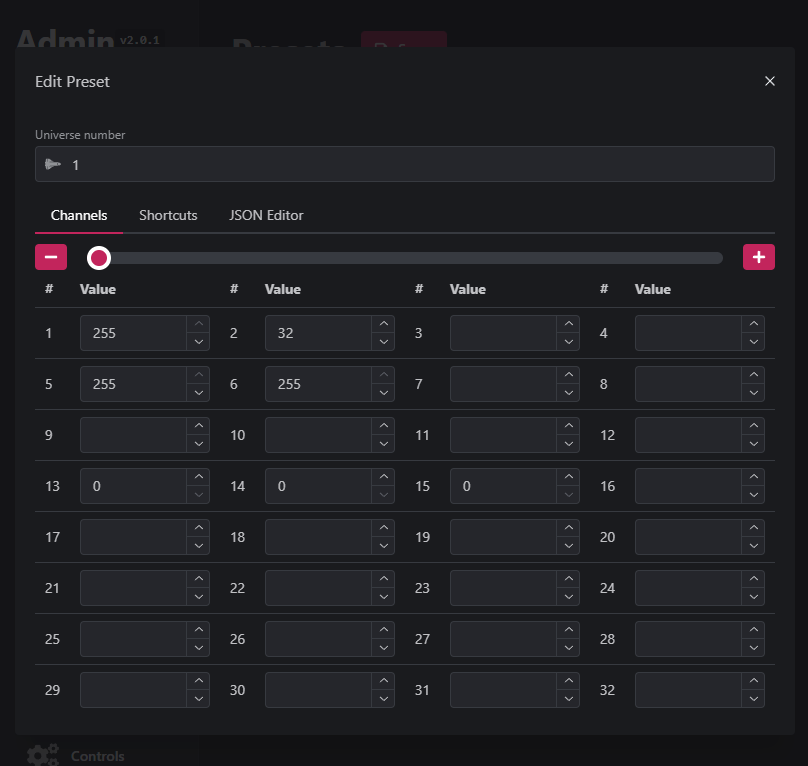 Admin v2.0.1
Presets
Edit Preset
Universe number
1
Channels Shortcuts JSON Editor
# Value # Value # Value # Value
1 255 2 32 3 4
5 255 6 255 7 8
9 10 11 12
13 0 14 0 15 0 16
17 18 19 20
21 22 23 24
25 26 27 28
29 30 31 32
Controls